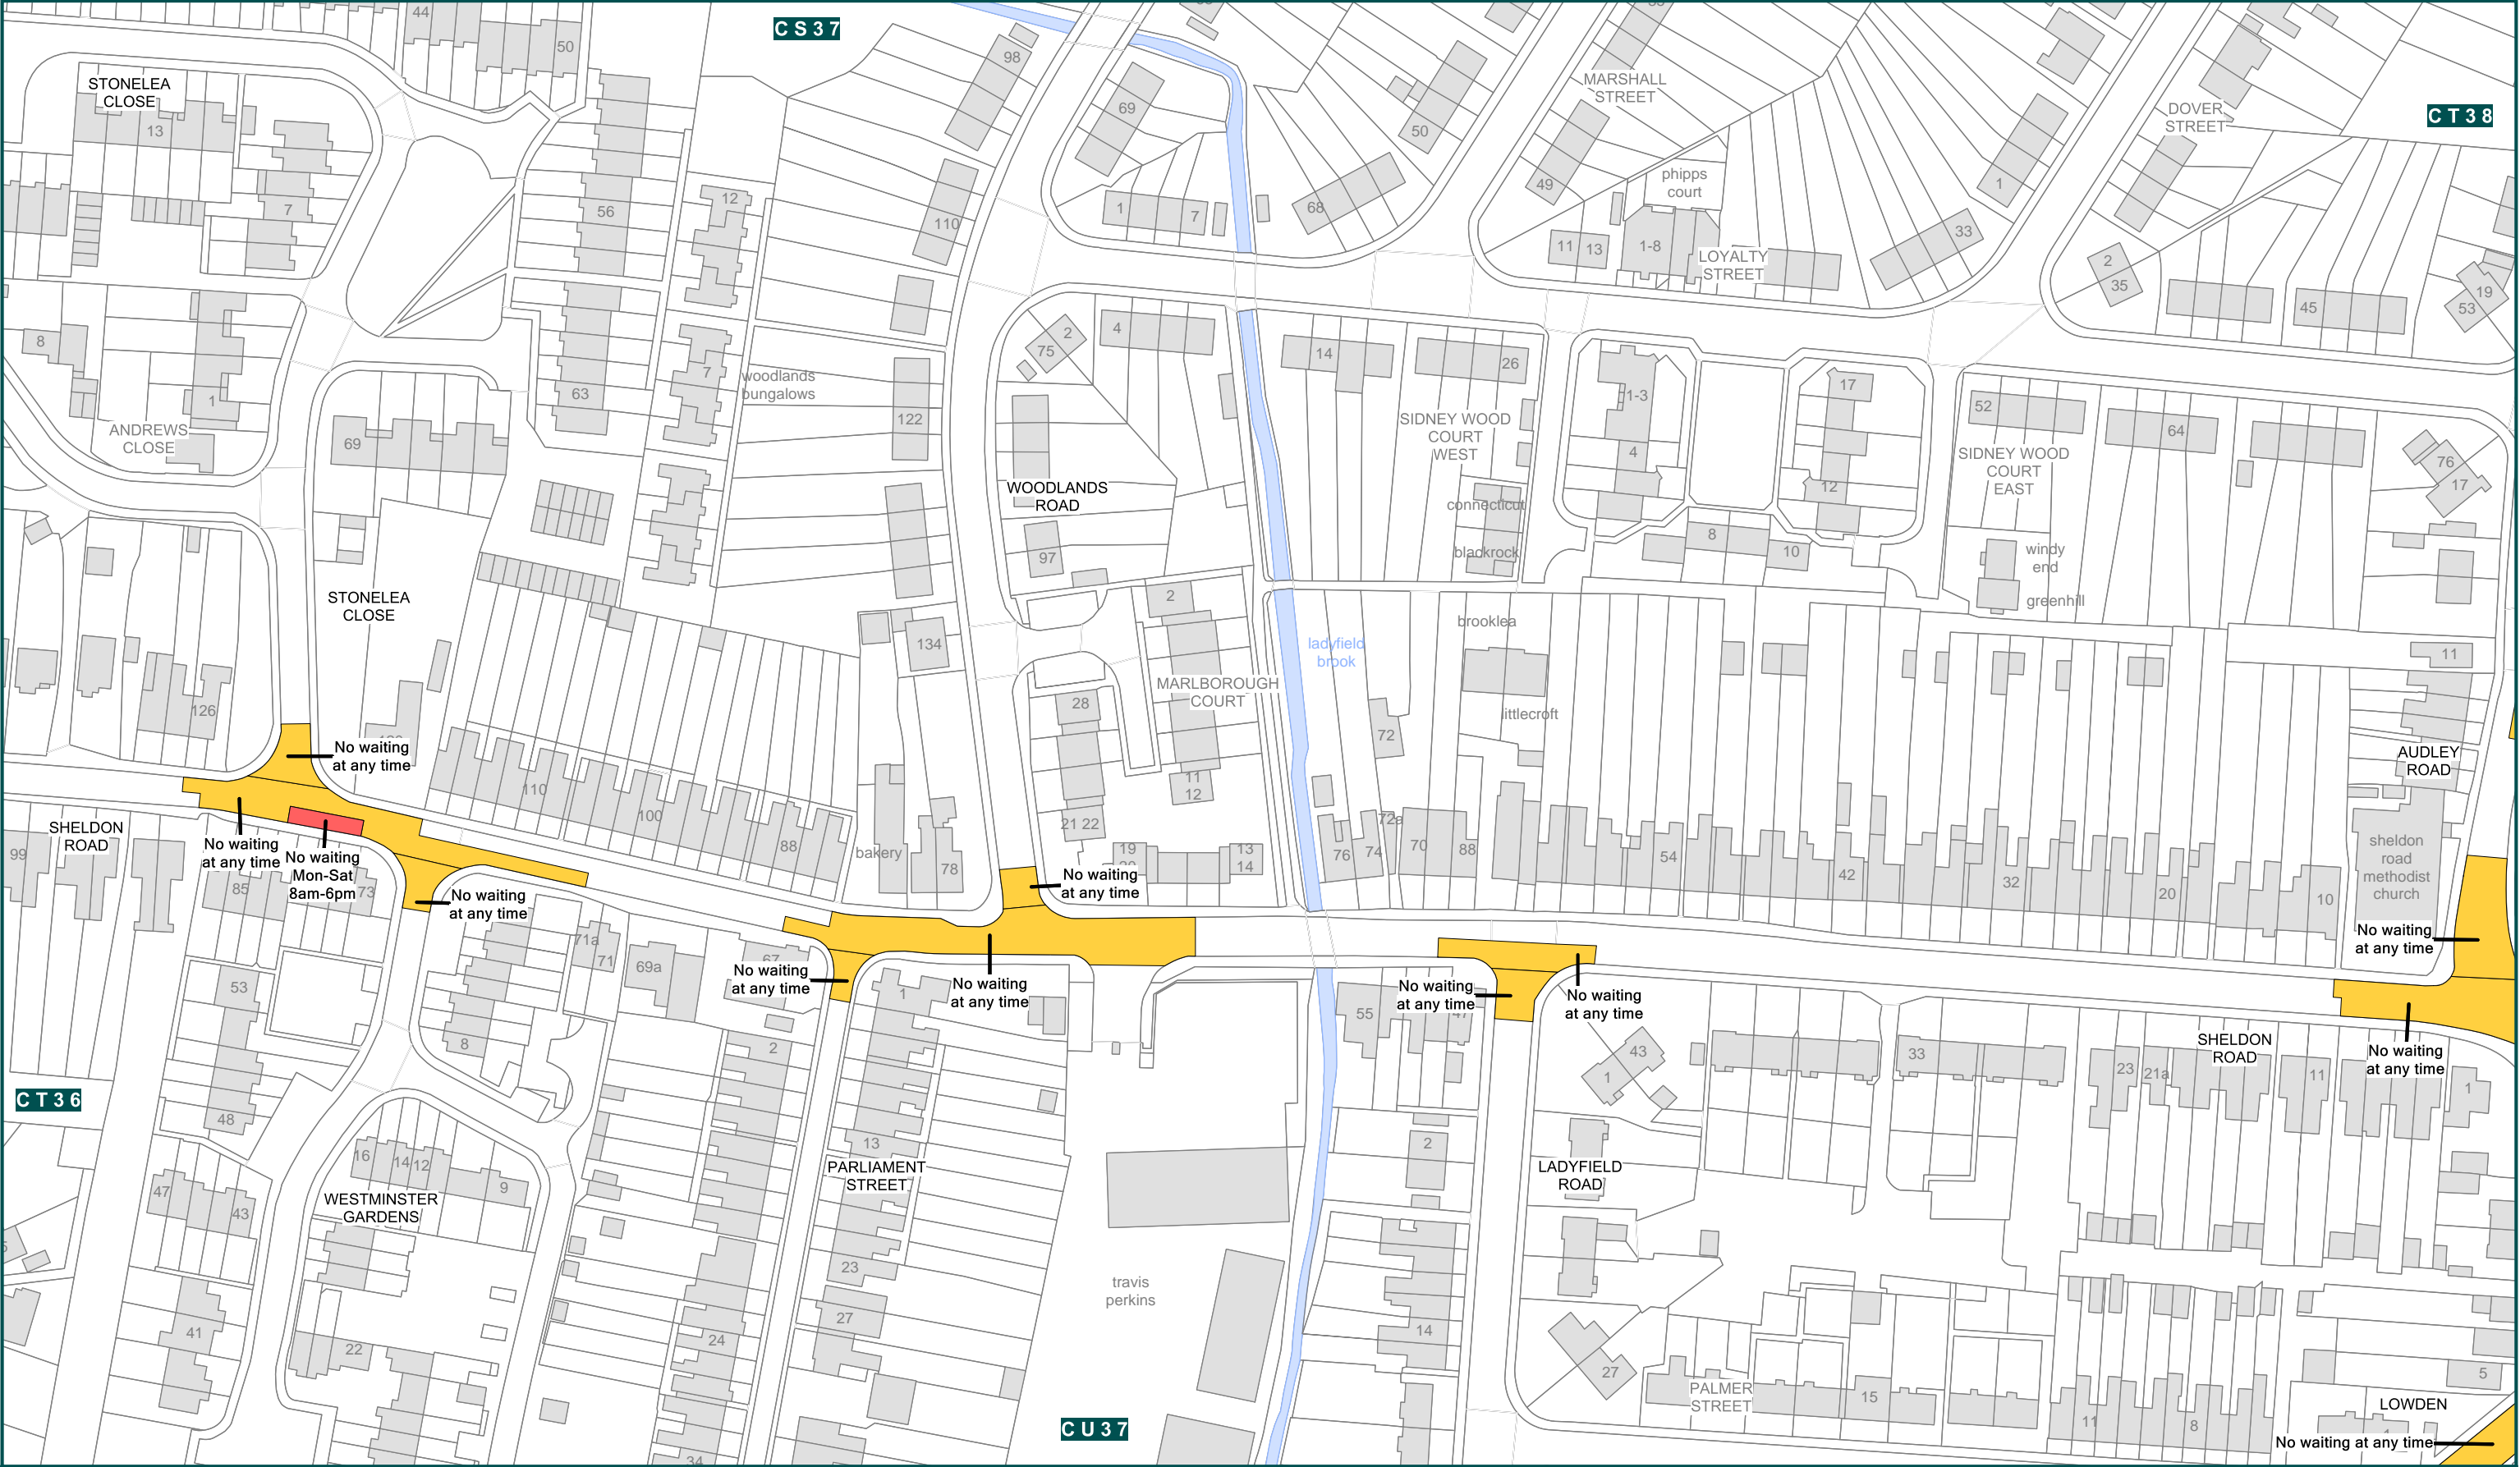 44
50
CS37
98
STONELEA
CLOSE
13
69
50
MARSHALL
STREET
DOVER
STREET
CT38
7
56
12
110
1
7
68
49
phipps
court
1
11
13
1-8
LOYALTY
STREET
33
2
35
19
53
45
8
1
ANDREWS
CLOSE
69
63
7
woodlands
bungalows
122
2
75
4
14
26
1-3
17
52
64
76
17
SIDNEY WOOD
COURT
WEST
4
12
SIDNEY WOOD
COURT
EAST
WOODLANDS
ROAD
connecticut
blackrock
8
10
windy
end
97
greenhill
STONELEA
CLOSE
2
134
brooklea
ladyfield
brook
11
126
28
MARLBOROUGH
COURT
littlecroft
72
No waiting
at any time
11
12
AUDLEY
ROAD
110
100
88
21 22
72a
SHELDON
ROAD
99
No waiting
at any time
85
No waiting
Mon-Sat
8am-6pm
73
bakery
78
19
20
13
14
No waiting
at any time
76
74
70
88
54
42
32
20
10
sheldon
road
methodist
church
No waiting
at any time
No waiting
at any time
71a
71
69a
67
No waiting
at any time
1
No waiting
at any time
53
8
2
55
47
No waiting
at any time
No waiting
at any time
43
1
33
SHELDON
ROAD
23
21a
11
No waiting
at any time
1
CT36
48
13
16
14
12
9
PARLIAMENT
STREET
2
LADYFIELD
ROAD
47
43
WESTMINSTER
GARDENS
23
travis
perkins
27
41
22
24
14
27
PALMER
STREET
15
11
8
5
LOWDEN
CU37
No waiting at any time
34